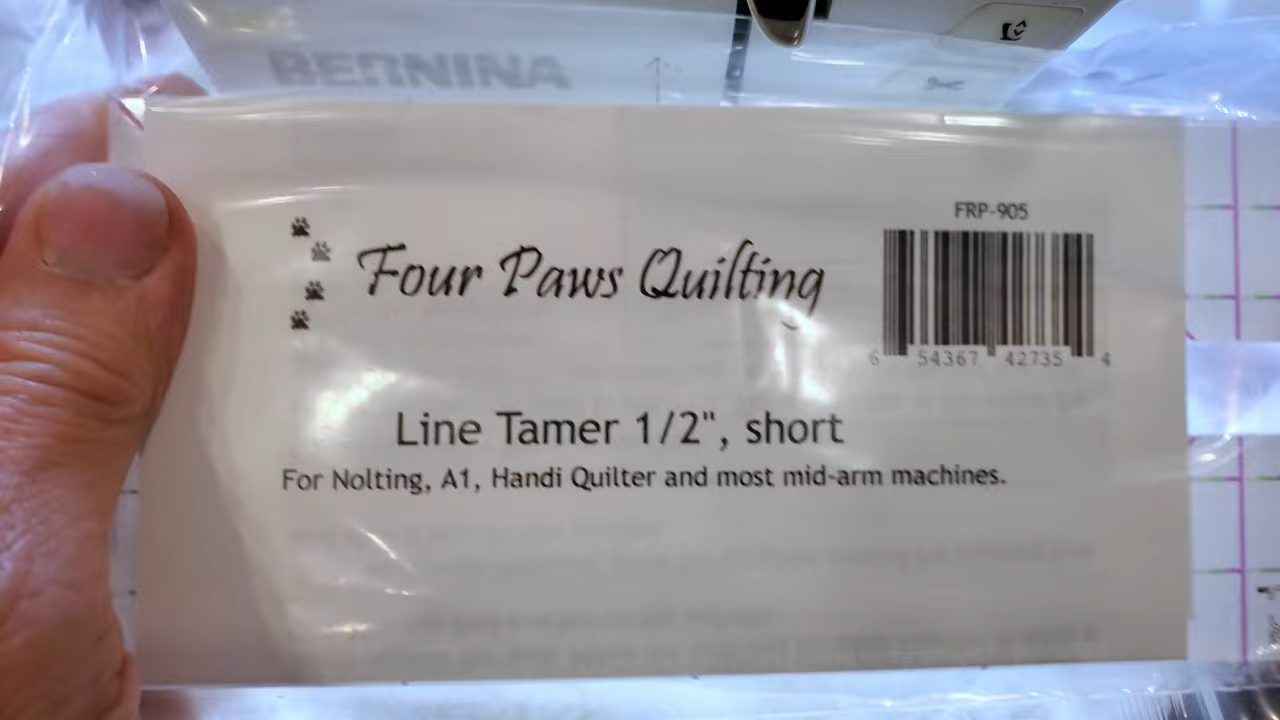 BERNINA
FRP-905
Four Paws Quilting
6 54367 42735 4
Line Tamer 1/2", short
For Nolting, A1, Handi Quilter and most mid-arm machines.